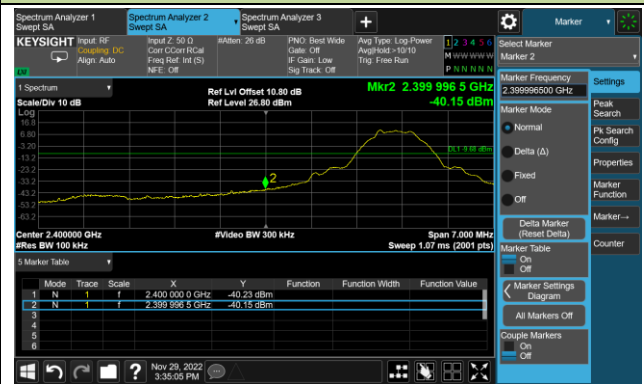 Spectrum Analyzer 1
Swept SA
Spectrum Analyzer 2
Swept SA
Spectrum Analyzer 3
Swept SA
+
Marker
KEYSIGHT
Input: RF
Coupling: DC
Align: Auto
Input Z: 50 Ω
Corr CCorr RCal
Freq Ref: Int (S)
NFE: Off
#Atten: 26 dB
PNO: Best Wide
Gate: Off
IF Gain: Low
Sig Track: Off
Avg Type: Log-Power
Avg|Hold:>10/10
Trig: Free Run
1 2 3 4 5 6
M W W W W W
P N N N N N
LW
Select Marker
Marker 2
1 Spectrum
Scale/Div 10 dB
Log
Ref Lvl Offset 10.80 dB
Ref Level 26.80 dBm
Mkr2 2.399 996 5 GHz
-40.15 dBm
16.8
6.80
-3.20
-13.2
-23.2
-33.2
-43.2
-53.2
-63.2
2
Center 2.400000 GHz
#Res BW 100 kHz
#Video BW 300 kHz
Span 7.000 MHz
Sweep 1.07 ms (2001 pts)
5 Marker Table
Mode Trace Scale X Y Function Function Width Function Value
1 N 1 f 2.400 000 0 GHz -40.23 dBm
2 N 1 f 2.399 996 5 GHz -40.15 dBm
3
4
5
6
Marker Frequency
2.399996500 GHz
Marker Mode
Normal
Delta (Δ)
Fixed
Off
Delta Marker
(Reset Delta)
Marker Table
On
Off
Marker Settings
Diagram
All Markers Off
Couple Markers
On
Off
Settings
Peak
Search
Pk Search
Config
Properties
Marker
Function
Marker→
Counter
?
Nov 29, 2022
3:35:05 PM